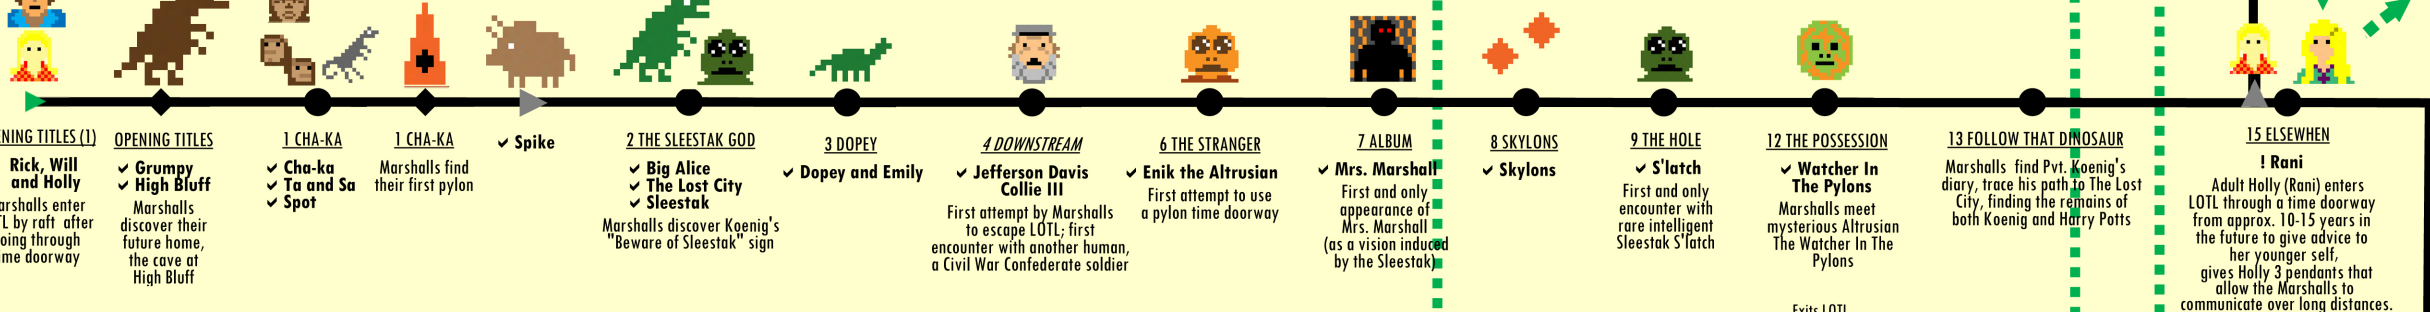 ENING TITLES (1)
Rick, Will
and Holly
arshalls enter
TL by raft after
oing through
me doorway
OPENING TITLES
✔ Grumpy
✔ High Bluff
Marshalls
discover their
future home,
the cave at
High Bluff
1 CHA-KA
✔ Cha-ka
✔ Ta and Sa
✔ Spot
1 CHA-KA
Marshalls find
their first pylon
✔ Spike
2 THE SLEESTAK GOD
✔ Big Alice
✔ The Lost City
✔ Sleestak
Marshalls discover Koenig's
"Beware of Sleestak" sign
3 DOPEY
✔ Dopey and Emily
4 DOWNSTREAM
✔ Jefferson Davis
Collie III
First attempt by Marshalls
to escape LOTL; first
encounter with another human,
a Civil War Confederate soldier
6 THE STRANGER
✔ Enik the Altrusian
First attempt to use
a pylon time doorway
7 ALBUM
✔ Mrs. Marshall
First and only
appearance of
Mrs. Marshall
(as a vision induced
by the Sleestak)
8 SKYLONS
✔ Skylons
9 THE HOLE
✔ S'latch
First and only
encounter with
rare intelligent
Sleestak S'latch
12 THE POSSESSION
✔ Watcher In
The Pylons
Marshalls meet
mysterious Altrusian
The Watcher In The
Pylons
Exits LOTL
13 FOLLOW THAT DINOSAUR
Marshalls find Pvt. Koenig's
diary, trace his path to The Lost
City, finding the remains of
both Koenig and Harry Potts
15 ELSEWHEN
! Rani
Adult Holly (Rani) enters
LOTL through a time doorway
from approx. 10-15 years in
the future to give advice to
her younger self,
gives Holly 3 pendants that
allow the Marshalls to
communicate over long distances.